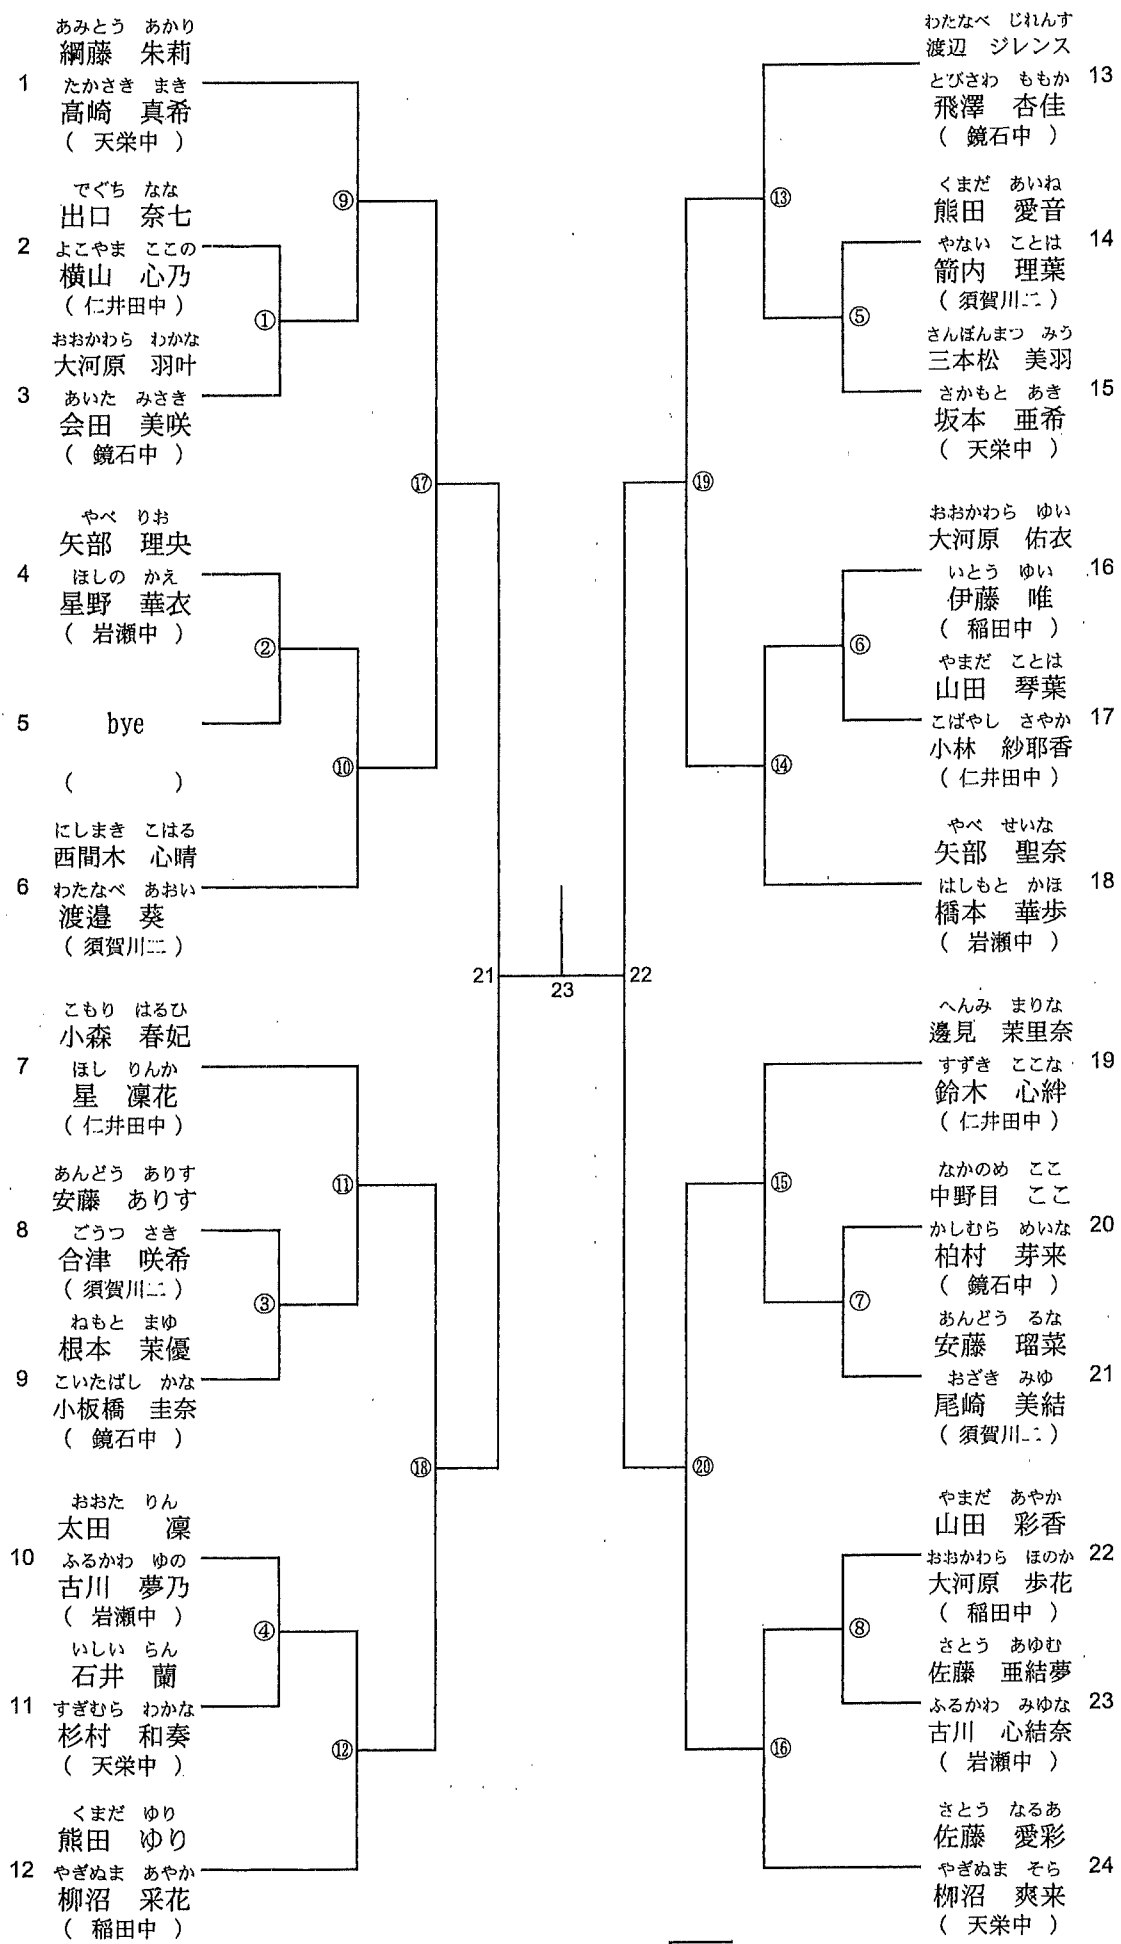 あみとう　あかり
綱藤　朱莉
1　たかさき　まき
高崎　真希
（　天栄中　）
⑨
でぐち　なな
出口　奈七
2　よこやま　ここの
横山　心乃
（　仁井田中　）
①
おおかわら　わかな
大河原　羽叶
3　あいた　みさき
会田　美咲
（　鏡石中　）
⑰
やべ　りお
矢部　理央
4　ほしの　かえ
星野　華衣
（　岩瀬中　）
②
5　bye
（　　　　）
⑩
にしまき　こはる
西間木　心晴
6　わたなべ　あおい
渡邉　葵
（　須賀川二　）
21
23
22
こもり　はるひ
小森　春妃
7　ほし　りんか
星　凜花
（　仁井田中　）
⑪
あんどう　ありす
安藤　ありす
8　ごうつ　さき
合津　咲希
（　須賀川二　）
③
ねもと　まゆ
根本　茉優
9　こいたばし　かな
小板橋　圭奈
（　鏡石中　）
⑱
おおた　りん
太田　凜
10　ふるかわ　ゆの
古川　夢乃
（　岩瀬中　）
④
いしい　らん
石井　蘭
11　すぎむら　わかな
杉村　和奏
（　天栄中　）
⑫
くまだ　ゆり
熊田　ゆり
12　やぎぬま　あやか
柳沼　采花
（　稲田中　）
わたなべ　じれんす
渡辺　ジレンス
とびさわ　ももか　13
飛澤　杏佳
（　鏡石中　）
⑬
くまだ　あいね
熊田　愛音
やない　ことは　14
箭内　理葉
（　須賀川二　）
⑤
さんぼんまつ　みう
三本松　美羽
さかもと　あき　15
坂本　亜希
（　天栄中　）
⑲
おおかわら　ゆい
大河原　佑衣
いとう　ゆい　16
伊藤　唯
（　稲田中　）
⑥
やまだ　ことは
山田　琴葉
こばやし　さやか　17
小林　紗耶香
（　仁井田中　）
⑭
やべ　せいな
矢部　聖奈
はしもと　かほ　18
橋本　華歩
（　岩瀬中　）
へんみ　まりな
邊見　茉里奈
すずき　ここな　19
鈴木　心絆
（　仁井田中　）
⑮
なかのめ　ここ
中野目　ここ
かしむら　めいな　20
柏村　芽来
（　鏡石中　）
⑦
あんどう　るな
安藤　瑠菜
おざき　みゆ　21
尾崎　美結
（　須賀川二　）
⑳
やまだ　あやか
山田　彩香
おおかわら　ほのか　22
大河原　歩花
（　稲田中　）
⑧
さとう　あゆむ
佐藤　亜結夢
ふるかわ　みゆな　23
古川　心結奈
（　岩瀬中　）
⑯
さとう　なるあ
佐藤　愛彩
やぎぬま　そら　24
柳沼　爽来
（　天栄中　）